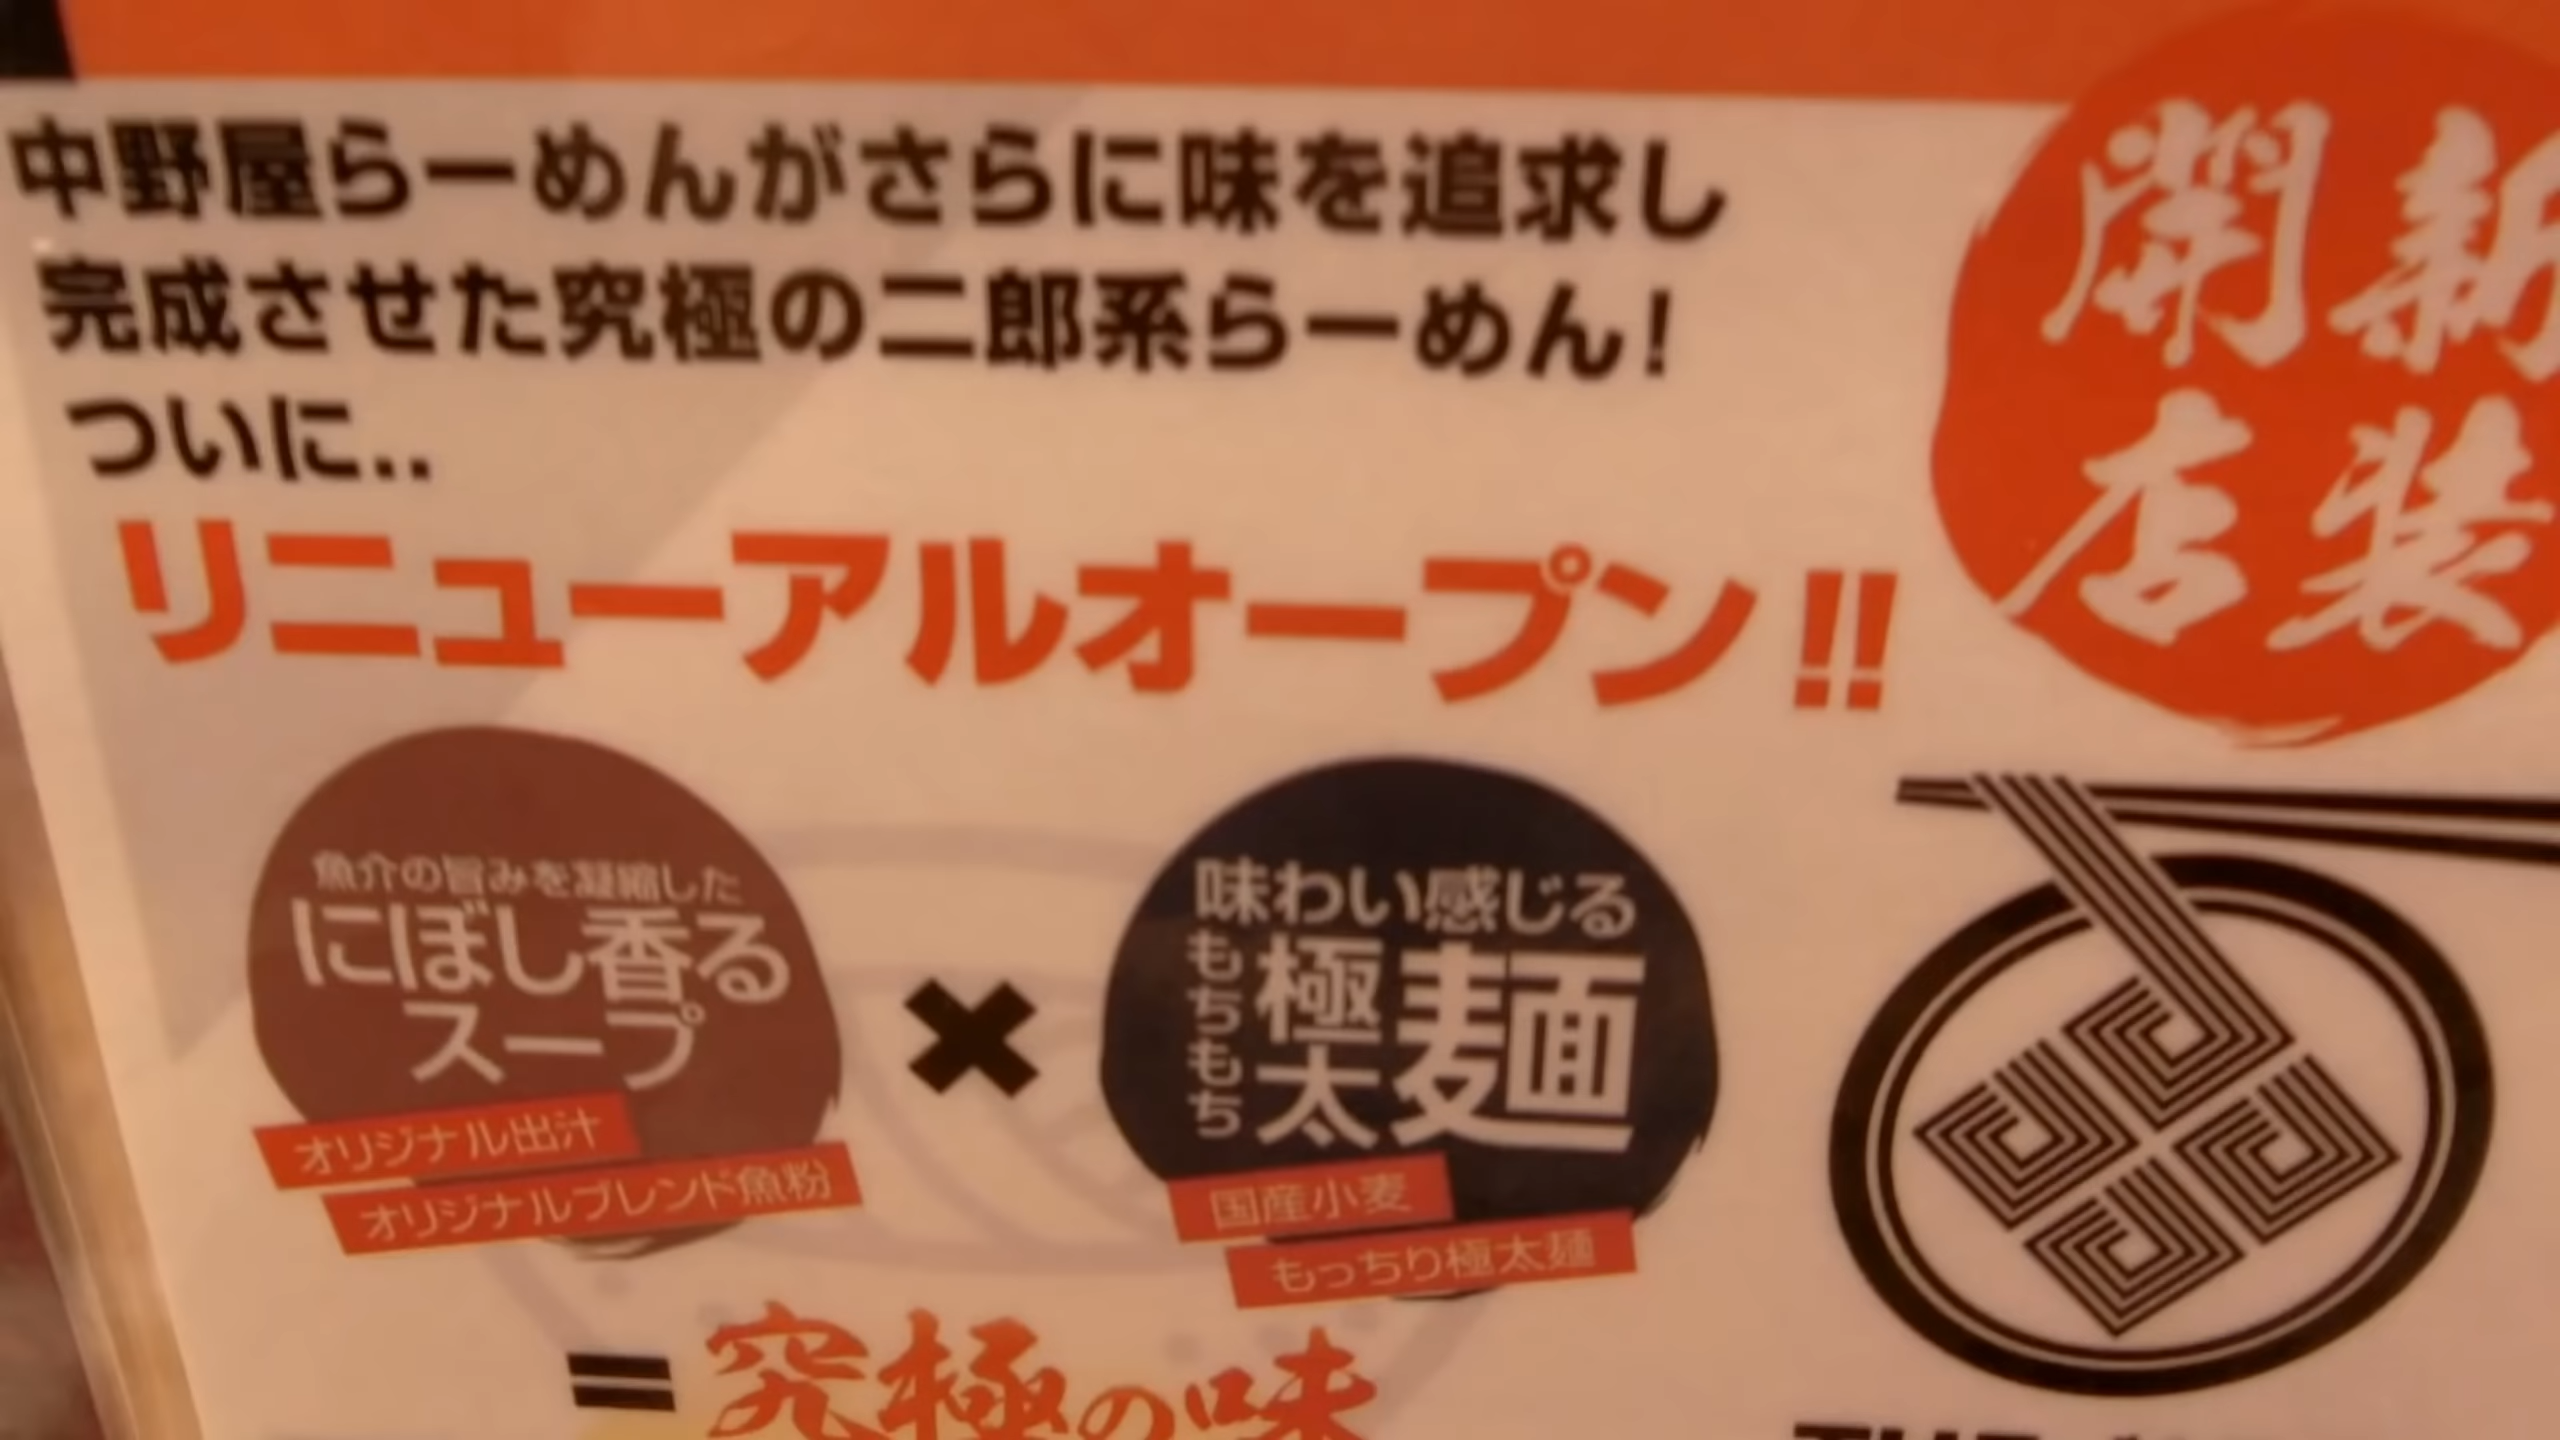 中野屋らーめんがさらに味を追求し
完成させた究極の二郎系らーめん!
ついに..
リニューアルオープン!!
新装
開店
魚介の旨みを凝縮した
にぼし香る
スープ
オリジナル出汁
オリジナルブレンド魚粉
×
味わい感じる
もちもち
極太
麺
国産小麦
もっちり極太麺
=究極の味